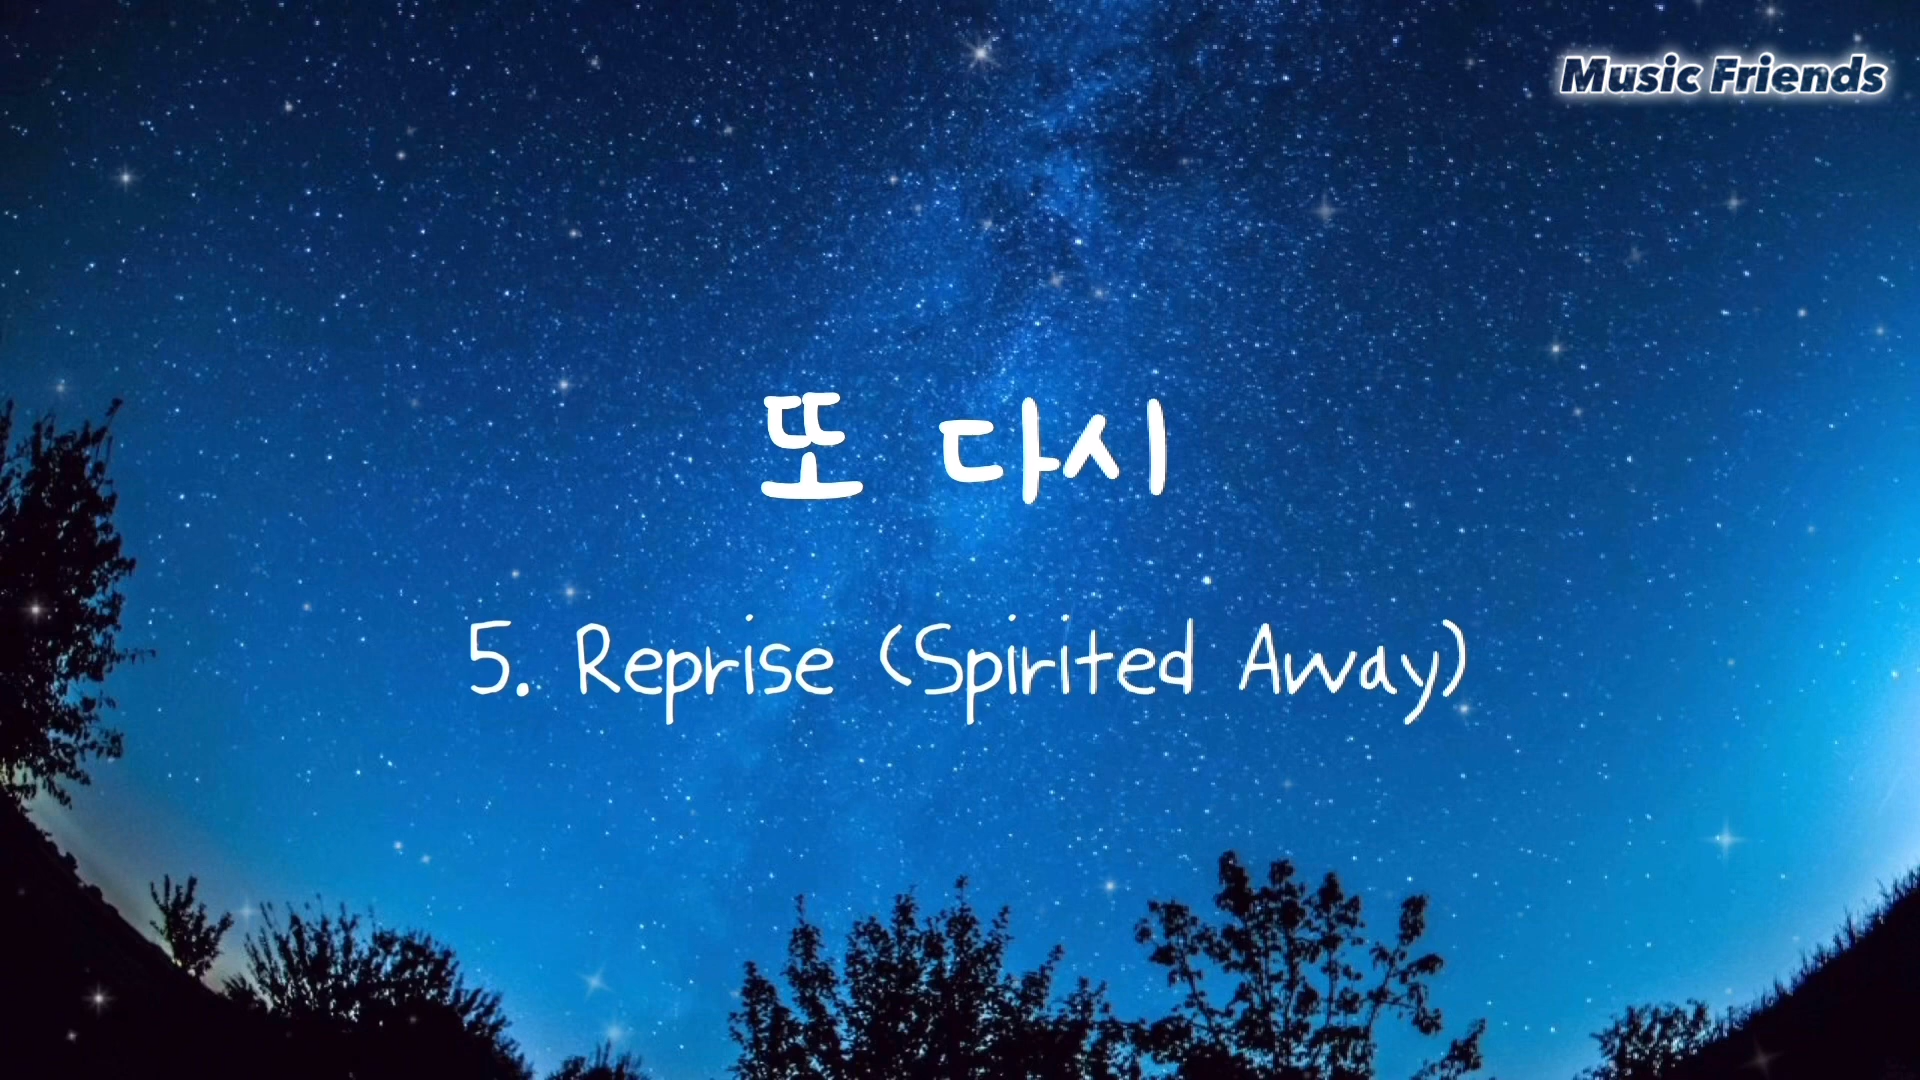 Music Friends
또 다시
5. Reprise (Spirited Away)